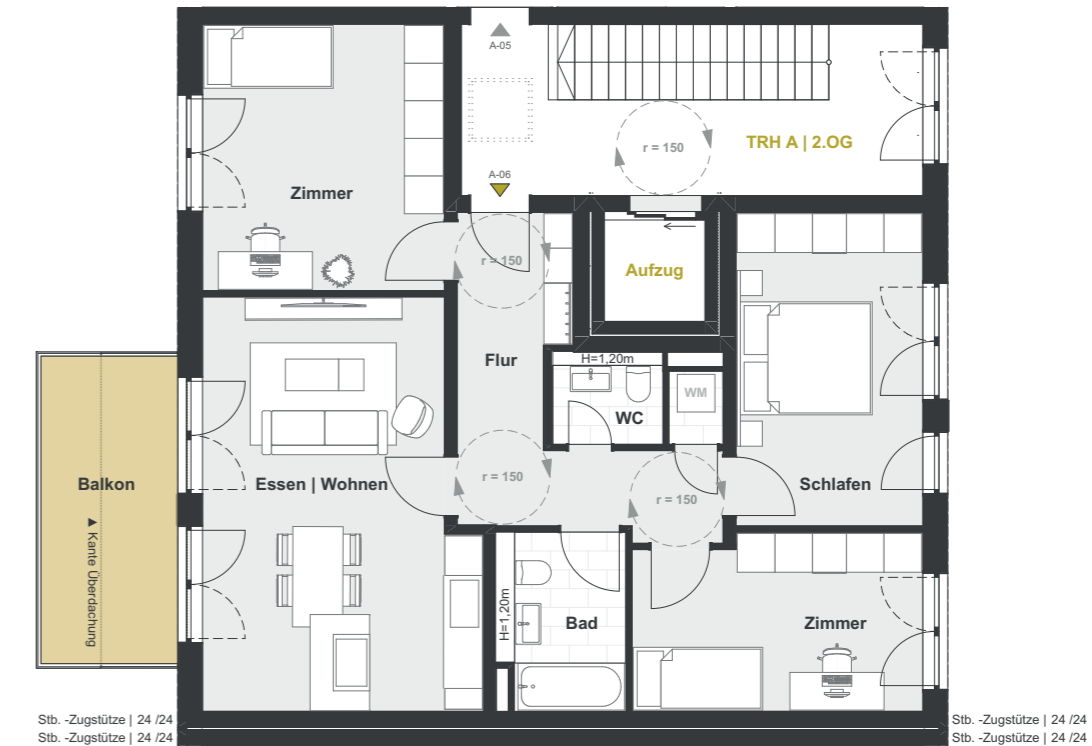 A-05
r = 150
TRH A | 2.OG
A-06
Zimmer
r = 150
Aufzug
Flur
H=1,20m
WM
WC
Balkon
Essen | Wohnen
r = 150
r = 150
Schlafen
▲ Kante Überdachung
H=1,20m
Bad
Zimmer
Stb. -Zugstütze | 24 /24
Stb. -Zugstütze | 24 /24
Stb. -Zugstütze | 24 /24
Stb. -Zugstütze | 24 /24